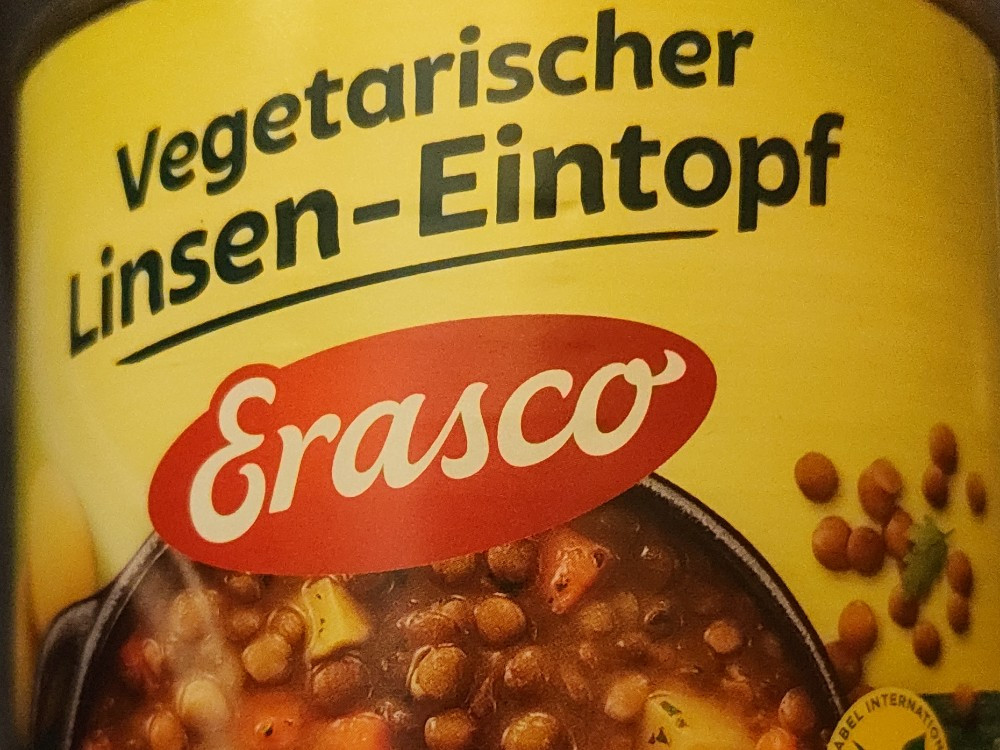 Vegetarischer
Linsen-Eintopf
Erasco